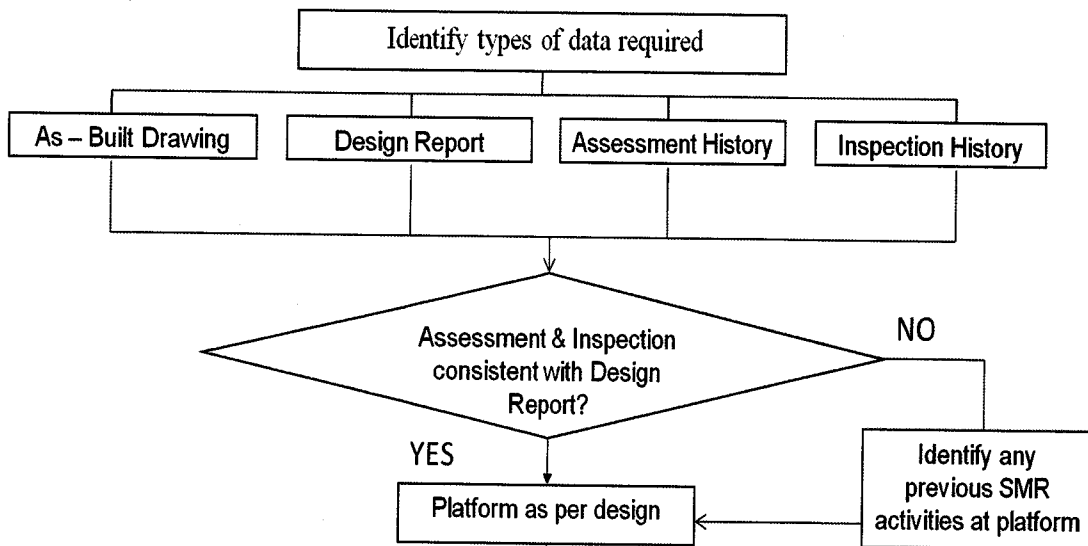 Identify types of data required
As – Built Drawing
Design Report
Assessment History
Inspection History
Assessment & Inspection
consistent with Design
Report?
NO
YES
Identify any
previous SMR
activities at platform
Platform as per design